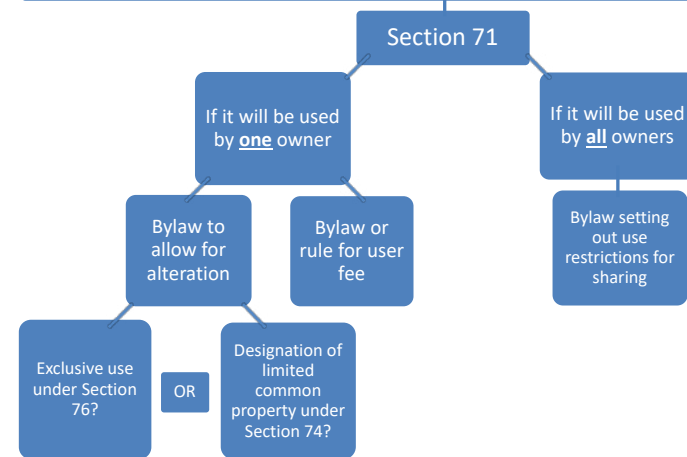 Section 71
If it will be used
by one owner
If it will be used
by all owners
Bylaw to
allow for
alteration
Bylaw or
rule for user
fee
Bylaw setting
out use
restrictions for
sharing
Exclusive use
under Section
76?
OR
Designation of
limited
common
property under
Section 74?